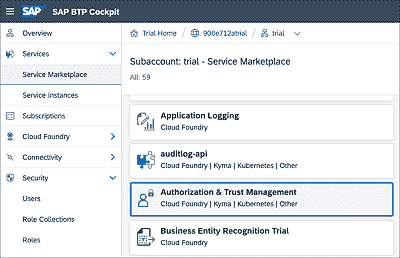 SAP SAP BTP Cockpit
Overview
Services
Service Marketplace
Service Instances
Subscriptions
Cloud Foundry
Connectivity
Security
Users
Role Collections
Roles
Trial Home / 908e712atrial / trial
Subaccount: trial - Service Marketplace
All: 59
Application Logging
Cloud Foundry
auditlog-api
Cloud Foundry | Kyma | Kubernetes | Other
Authorization & Trust Management
Cloud Foundry | Kyma | Kubernetes | Other
Business Entity Recognition Trial
Cloud Foundry